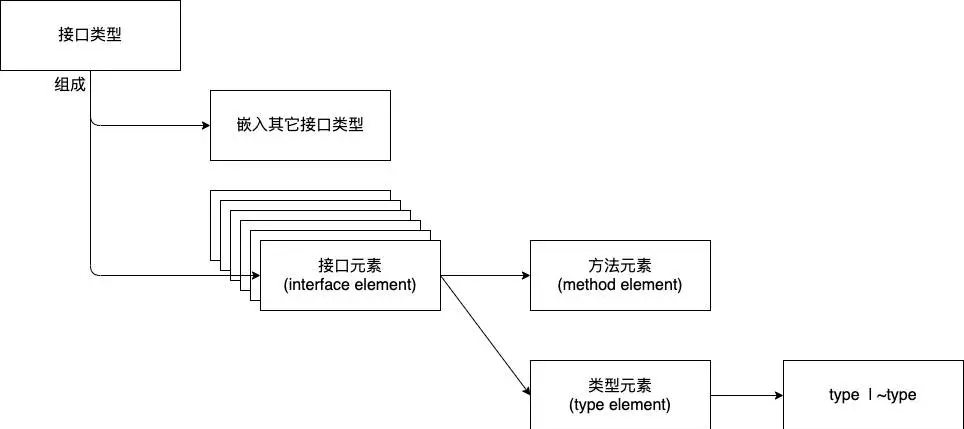 接口类型
组成
嵌入其它接口类型
接口元素
(interface element)
方法元素
(method element)
类型元素
(type element)
type | ~type